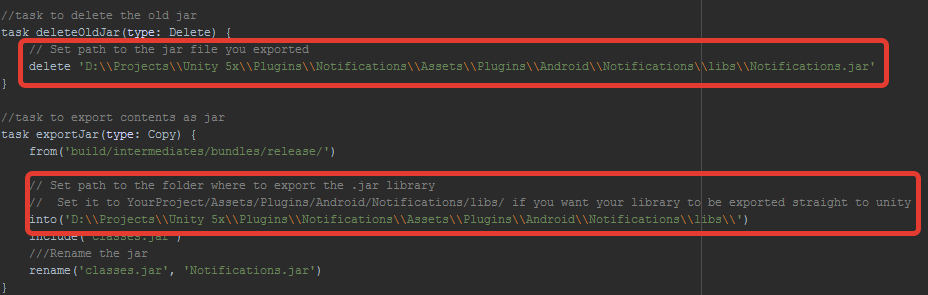 //task to delete the old jar
task deleteOldJar(type: Delete) {
// Set path to the jar file you exported
delete 'D:\\Projects\\Unity 5x\\Plugins\\Notifications\\Assets\\Plugins\\Android\\Notifications\\libs\\Notifications.jar'
}
//task to export contents as jar
task exportJar(type: Copy) {
from('build/intermediates/bundles/release/')
// Set path to the folder where to export the .jar library
//  Set it to YourProject/Assets/Plugins/Android/Notifications/libs/ if you want your library to be exported straight to unity
into('D:\\Projects\\Unity 5x\\Plugins\\Notifications\\Assets\\Plugins\\Android\\Notifications\\libs\\')
include('classes.jar')
///Rename the jar
rename('classes.jar', 'Notifications.jar')
}